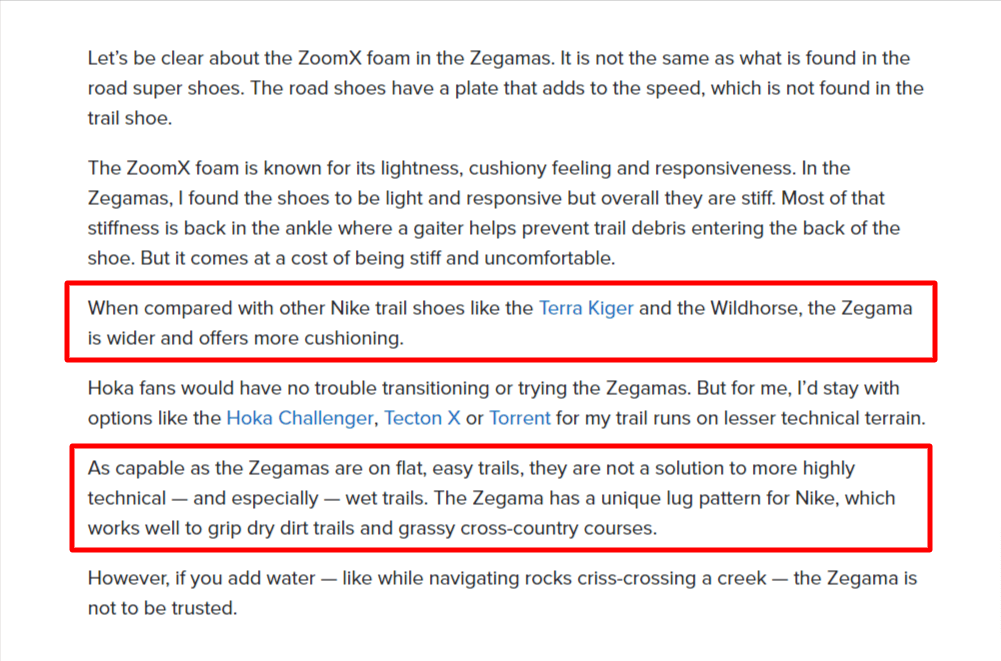 Let’s be clear about the ZoomX foam in the Zegamas. It is not the same as what is found in the
road super shoes. The road shoes have a plate that adds to the speed, which is not found in the
trail shoe.
The ZoomX foam is known for its lightness, cushiony feeling and responsiveness. In the
Zegamas, I found the shoes to be light and responsive but overall they are stiff. Most of that
stiffness is back in the ankle where a gaiter helps prevent trail debris entering the back of the
shoe. But it comes at a cost of being stiff and uncomfortable.
When compared with other Nike trail shoes like the Terra Kiger and the Wildhorse, the Zegama
is wider and offers more cushioning.
Hoka fans would have no trouble transitioning or trying the Zegamas. But for me, I’d stay with
options like the Hoka Challenger, Tecton X or Torrent for my trail runs on lesser technical terrain.
As capable as the Zegamas are on flat, easy trails, they are not a solution to more highly
technical — and especially — wet trails. The Zegama has a unique lug pattern for Nike, which
works well to grip dry dirt trails and grassy cross-country courses.
However, if you add water — like while navigating rocks criss-crossing a creek — the Zegama is
not to be trusted.